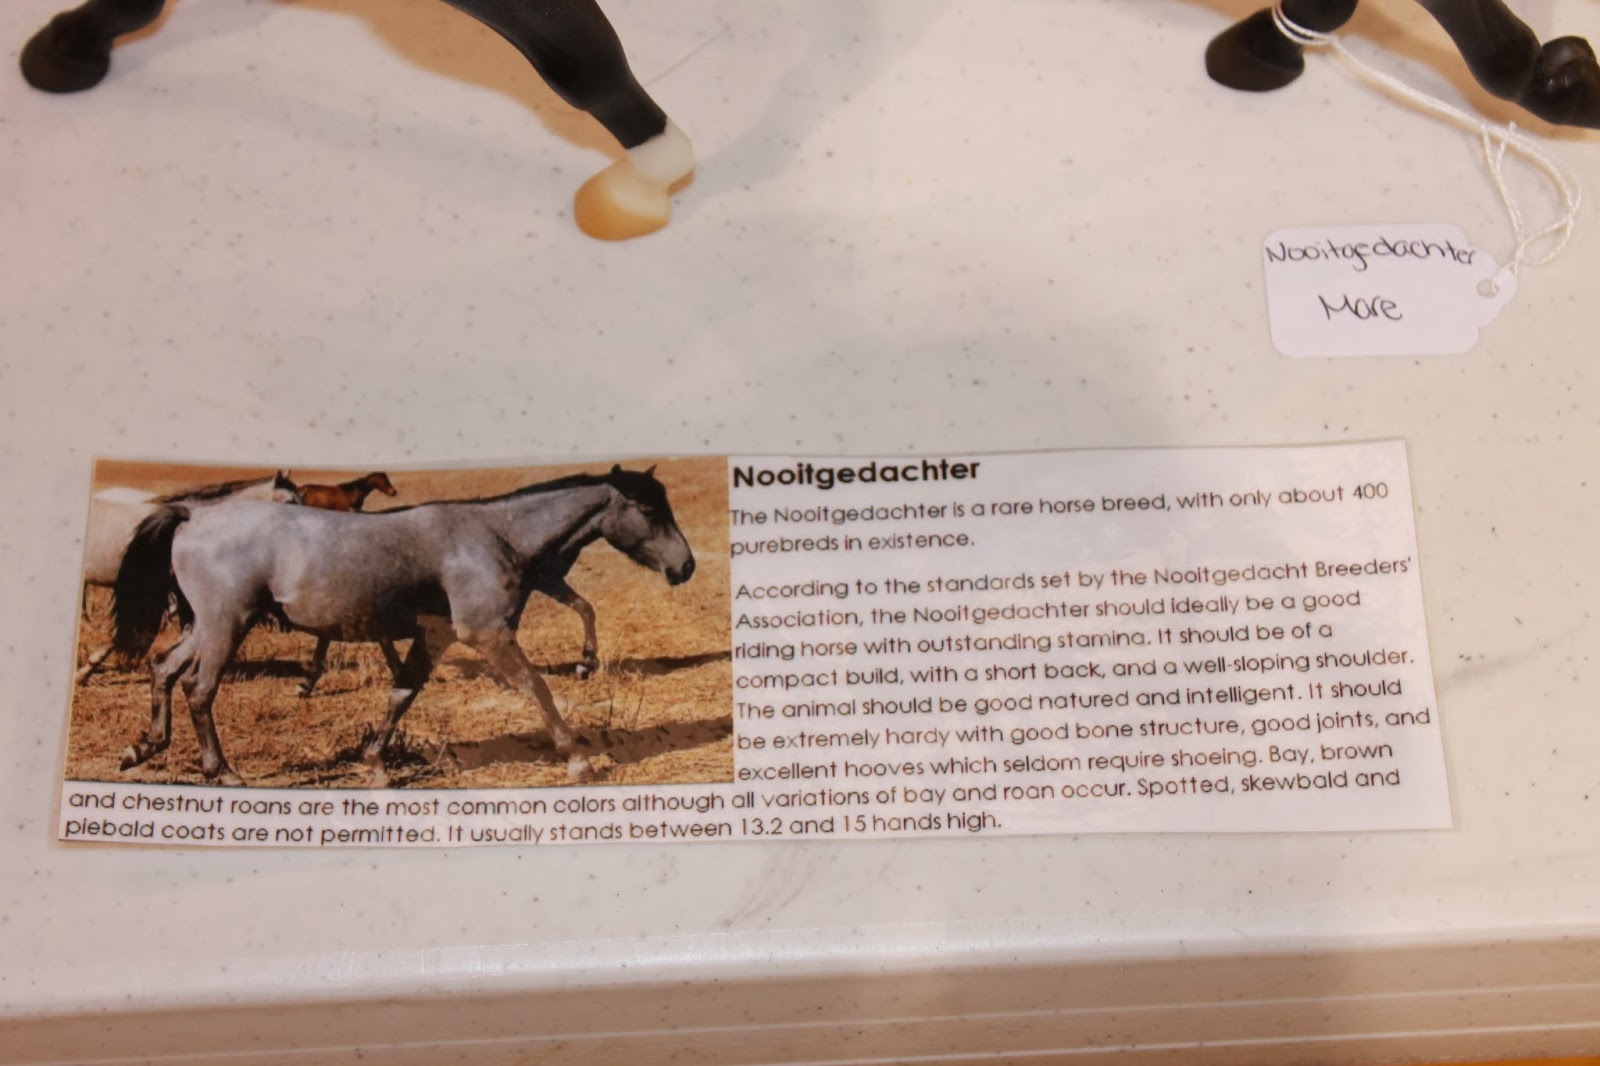 Nooitgedachter
Mare
Nooitgedachter
The Nooitgedachter is a rare horse breed, with only about 400
purebreds in existence.
According to the standards set by the Nooitgedacht Breeders'
Association, the Nooitgedachter should ideally be a good
riding horse with outstanding stamina. It should be of a
compact build, with a short back, and a well-sloping shoulder.
The animal should be good natured and intelligent. It should
be extremely hardy with good bone structure, good joints, and
excellent hooves which seldom require shoeing. Bay, brown
and chestnut roans are the most common colors although all variations of bay and roan occur. Spotted, skewbald and
piebald coats are not permitted. It usually stands between 13.2 and 15 hands high.